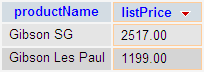 productName listPrice
Gibson SG 2517.00
Gibson Les Paul 1199.00